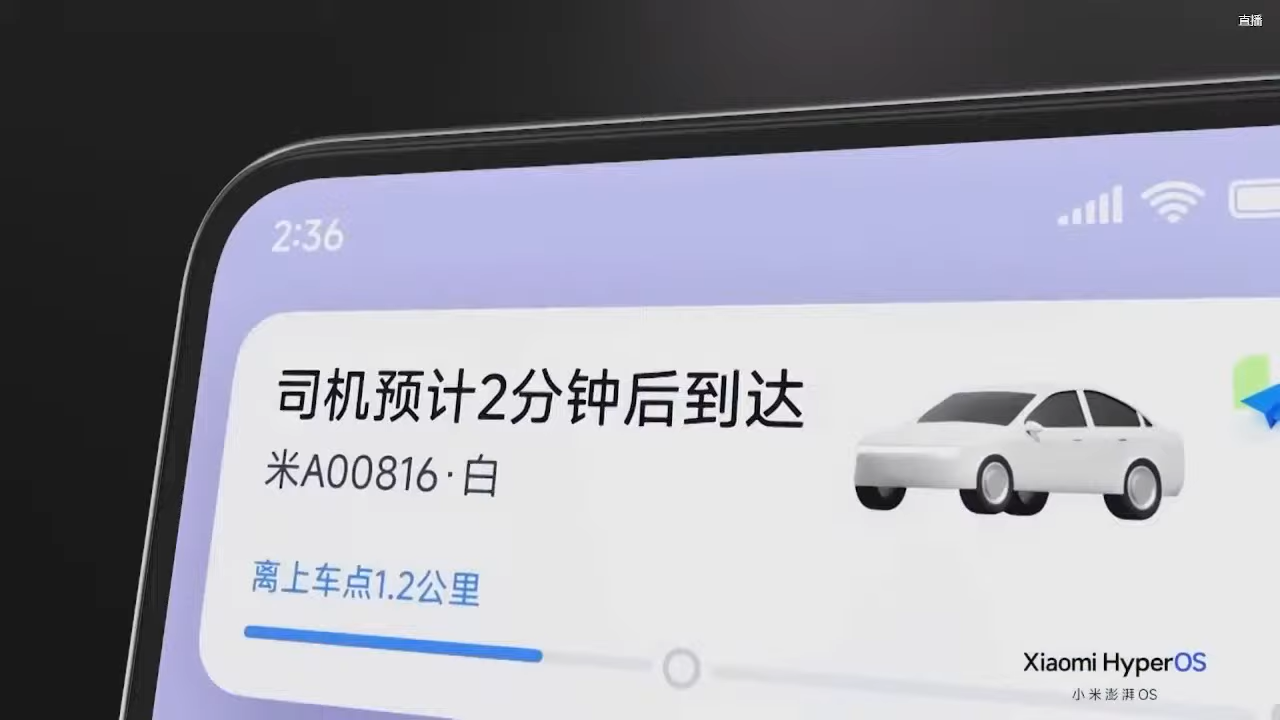 直播
2:36
司机预计2分钟后到达
米A00816·白
离上车点1.2公里
Xiaomi HyperOS
小米澎湃OS